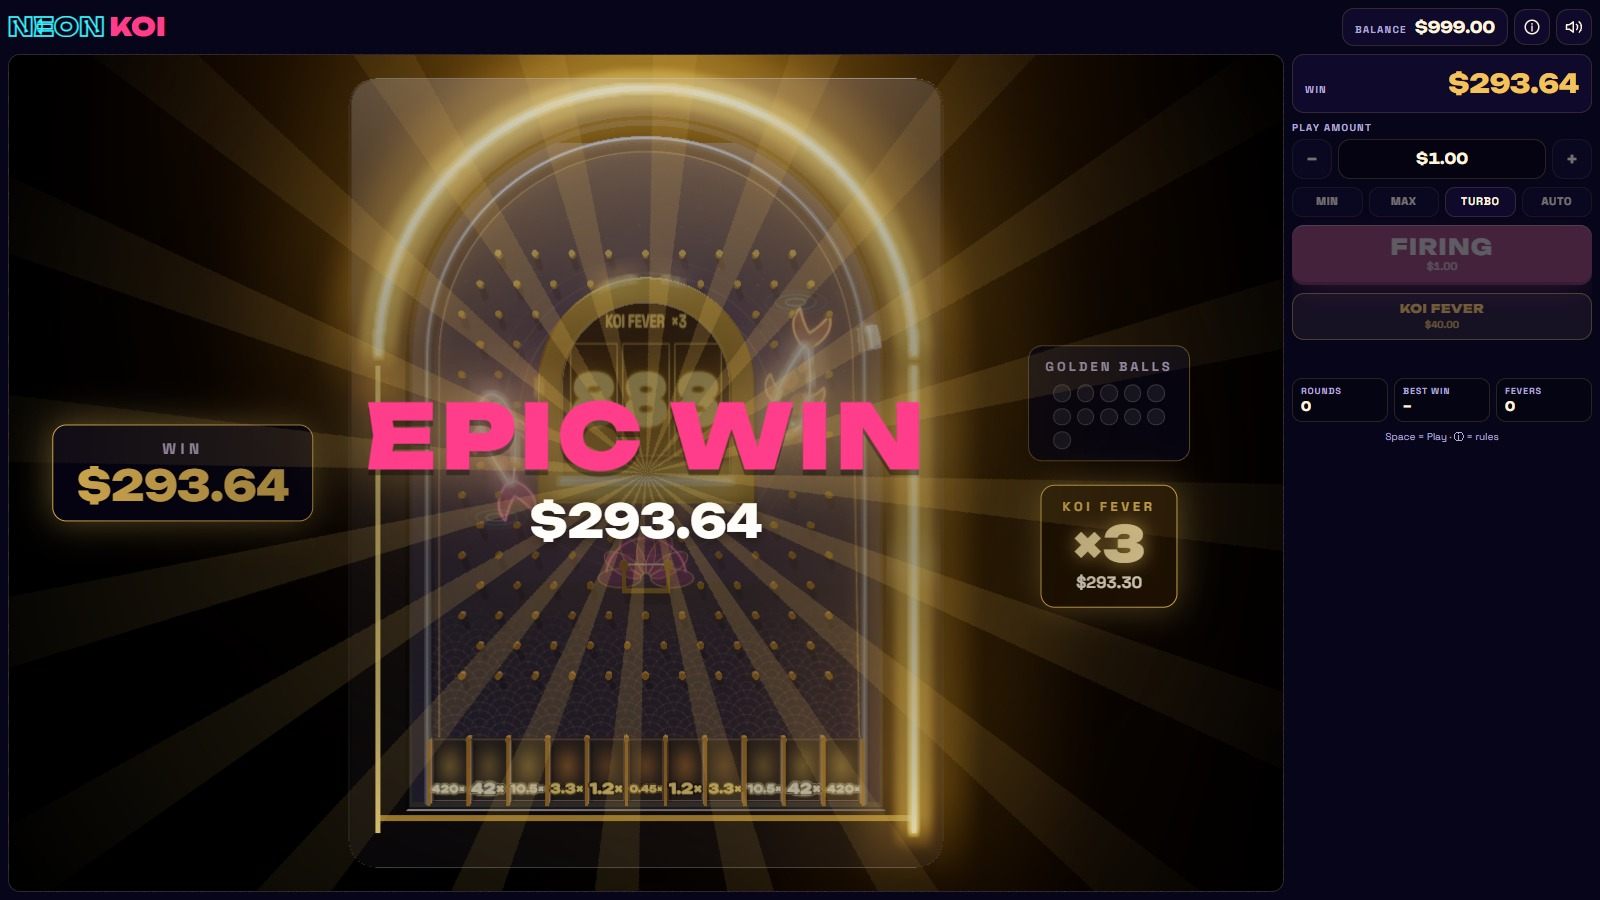 NEON KOI
BALANCE $999.00
WIN $293.64
PLAY AMOUNT
− $1.00 +
MIN MAX TURBO AUTO
FIRING
$1.00
KOI FEVER
$40.00
ROUNDS 0
BEST WIN –
FEVERS 0
Space = Play · ⓘ = rules
KOI FEVER ×3
888
EPIC WIN
$293.64
WIN
$293.64
GOLDEN BALLS
KOI FEVER
×3
$293.30
420× 42× 10.5× 3.3× 1.2× 0.45× 1.2× 3.3× 10.5× 42× 420×